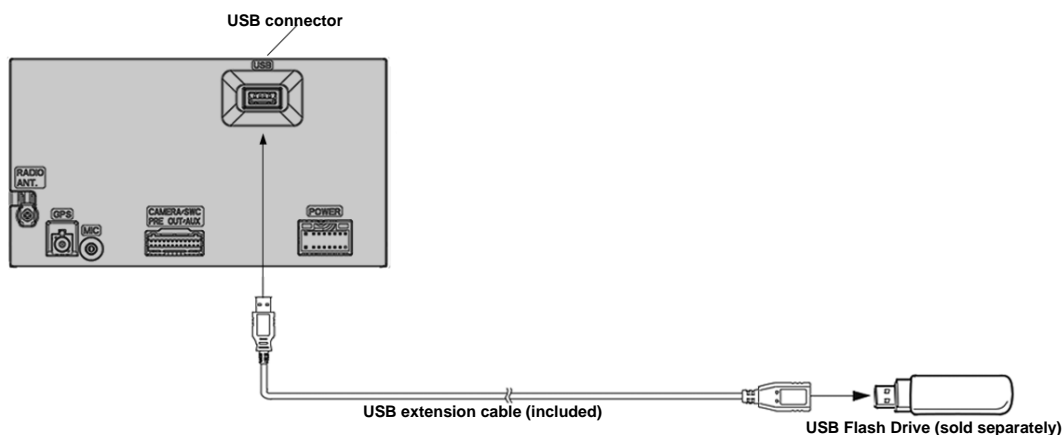 USB connector
USB
RADIO
ANT.
GPS
MIC
CAMERA/SWC
PRE OUT/AUX
POWER
USB extension cable (included)
USB Flash Drive (sold separately)